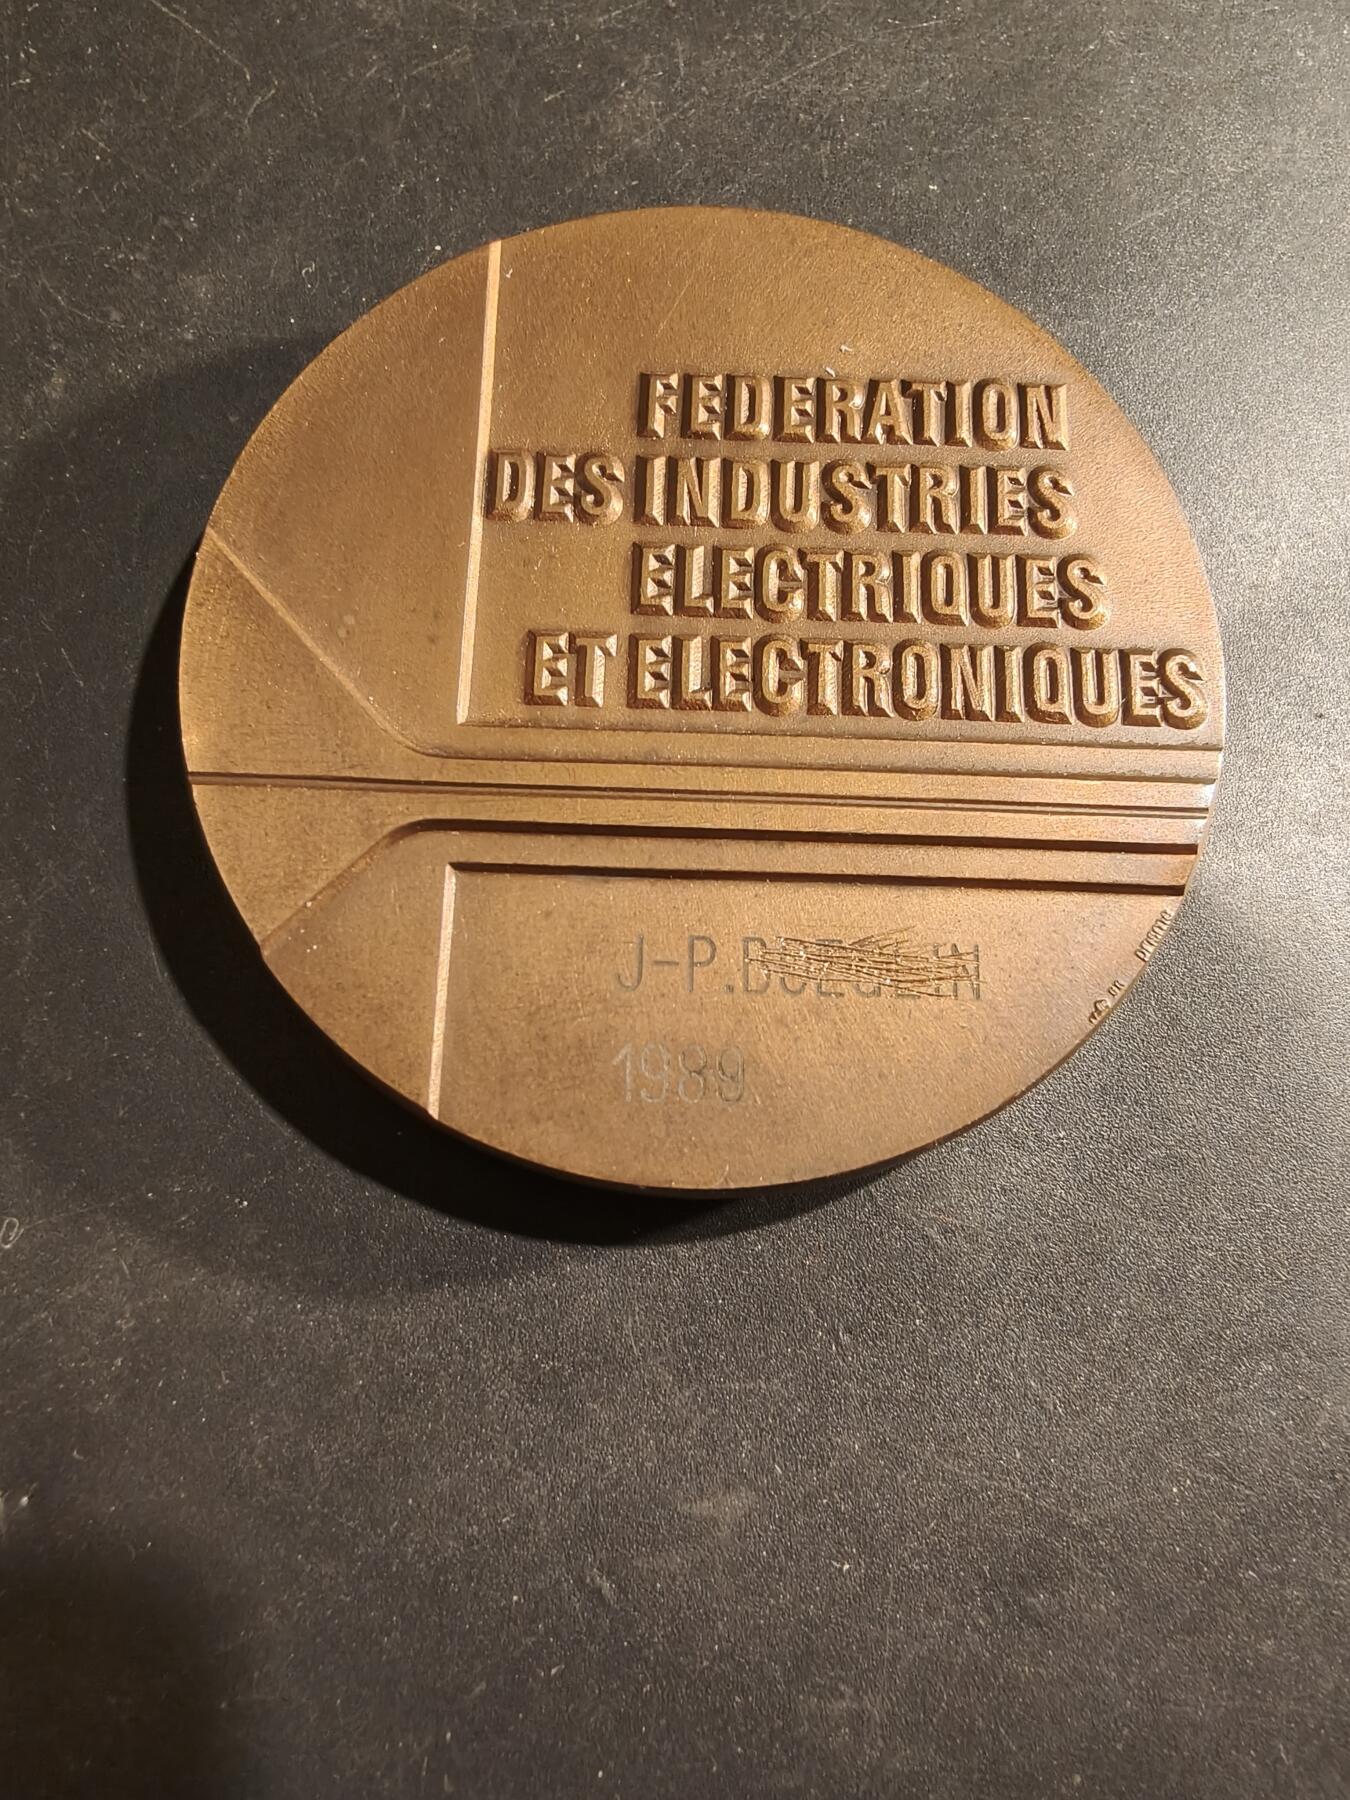 FEDERATION
DES INDUSTRIES
ELECTRIQUES
ET ELECTRONIQUES
J-P.
1989